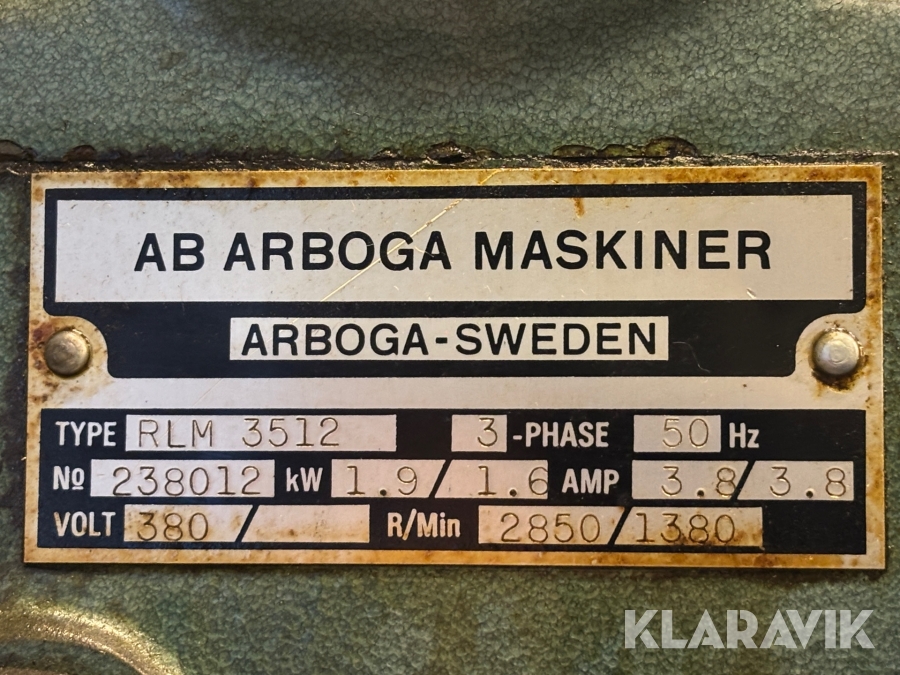 AB ARBOGA MASKINER
ARBOGA-SWEDEN
TYPE RLM 3512 3-PHASE 50 Hz
№ 238012 kW 1.9/1.6 AMP 3.8/3.8
VOLT 380/ R/Min 2850/1380
KLARAVIK